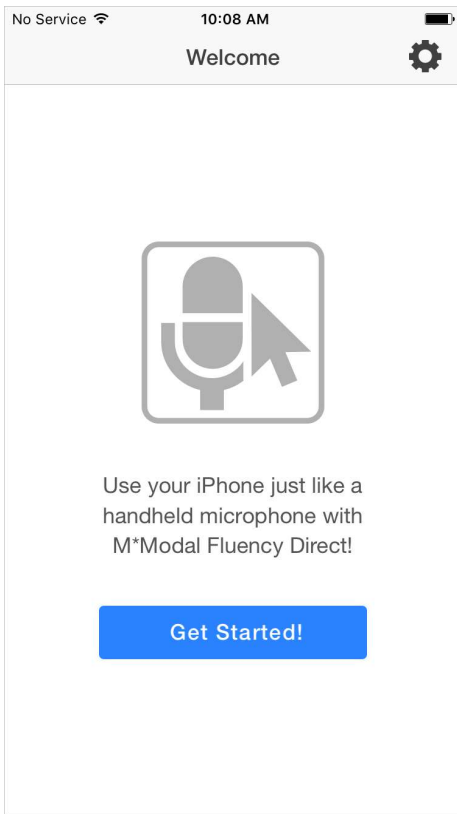 No Service 10:08 AM
Welcome
Use your iPhone just like a
handheld microphone with
M*Modal Fluency Direct!
Get Started!